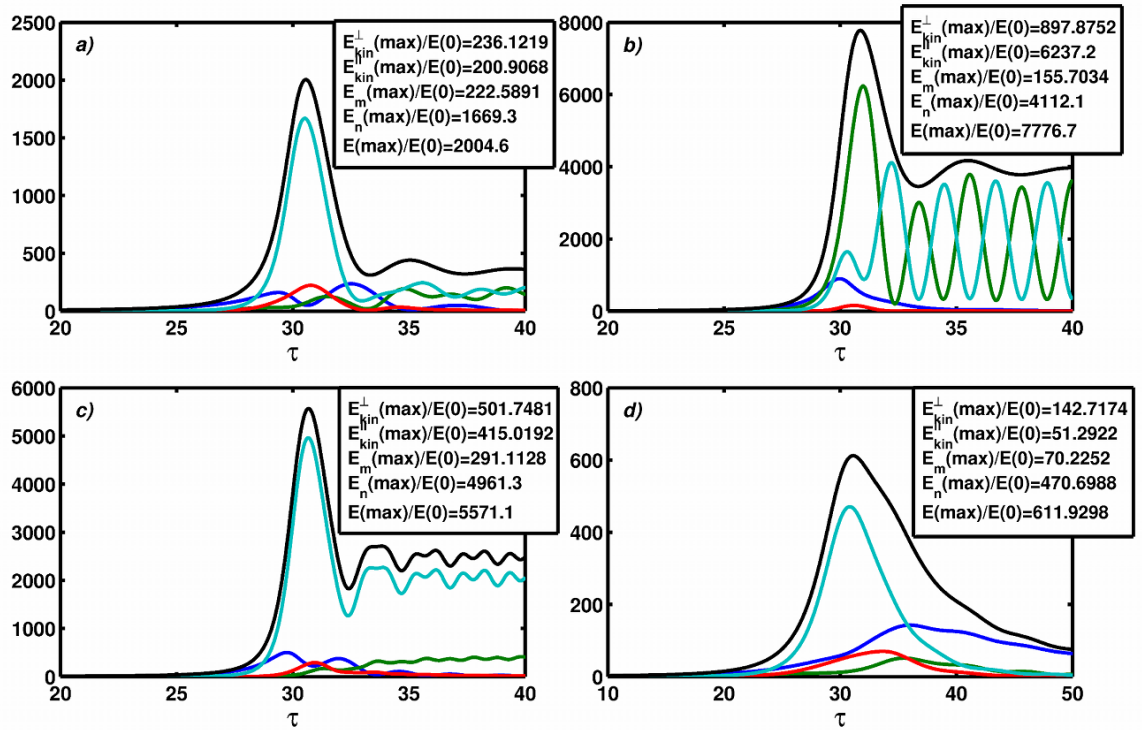 2500
2000
1500
1000
500
0
a)
E⊥kin(max)/E(0)=236.1219
E∥kin(max)/E(0)=200.9068
Em(max)/E(0)=222.5891
En(max)/E(0)=1669.3
E(max)/E(0)=2004.6
20 25 30 35 40
τ
8000
6000
4000
2000
0
b)
E⊥kin(max)/E(0)=897.8752
E∥kin(max)/E(0)=6237.2
Em(max)/E(0)=155.7034
En(max)/E(0)=4112.1
E(max)/E(0)=7776.7
20 25 30 35 40
τ
6000
5000
4000
3000
2000
1000
0
c)
E⊥kin(max)/E(0)=501.7481
E∥kin(max)/E(0)=415.0192
Em(max)/E(0)=291.1128
En(max)/E(0)=4961.3
E(max)/E(0)=5571.1
20 25 30 35 40
τ
800
600
400
200
0
d)
E⊥kin(max)/E(0)=142.7174
E∥kin(max)/E(0)=51.2922
Em(max)/E(0)=70.2252
En(max)/E(0)=470.6988
E(max)/E(0)=611.9298
10 20 30 40 50
τ